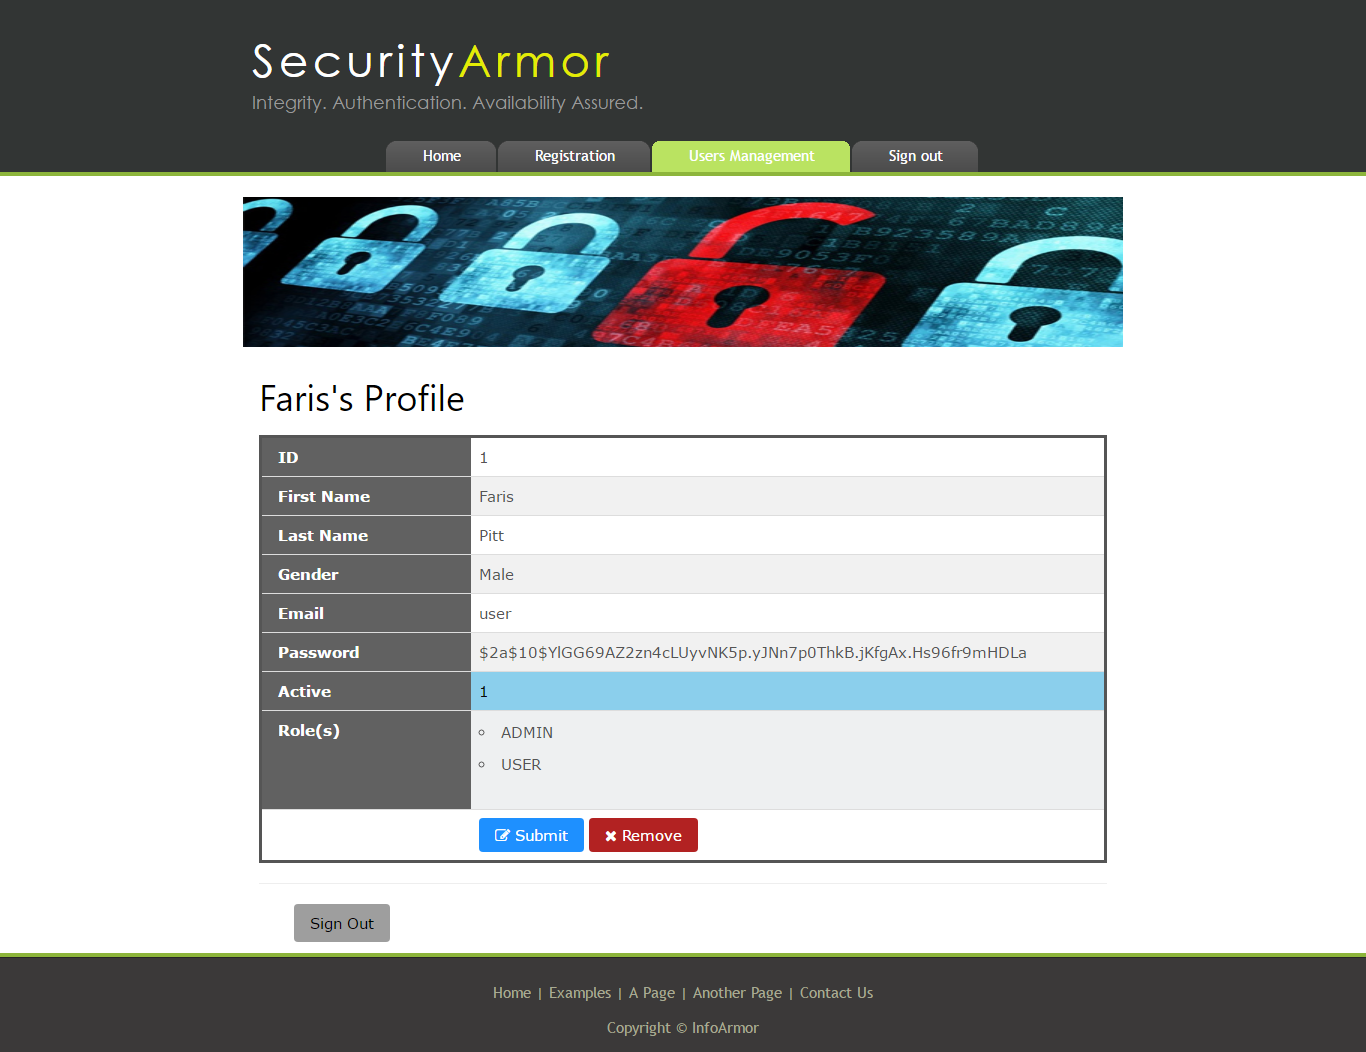 SecurityArmor
Integrity. Authentication. Availability Assured.
Home
Registration
Users Management
Sign out
Faris's Profile
ID 1
First Name Faris
Last Name Pitt
Gender Male
Email user
Password $2a$10$YlGG69AZ2zn4cLUyvNK5p.yJNn7p0ThkB.jKfgAx.Hs96fr9mHDLa
Active 1
Role(s)
ADMIN
USER
Submit Remove
Sign Out
Home | Examples | A Page | Another Page | Contact Us
Copyright © InfoArmor